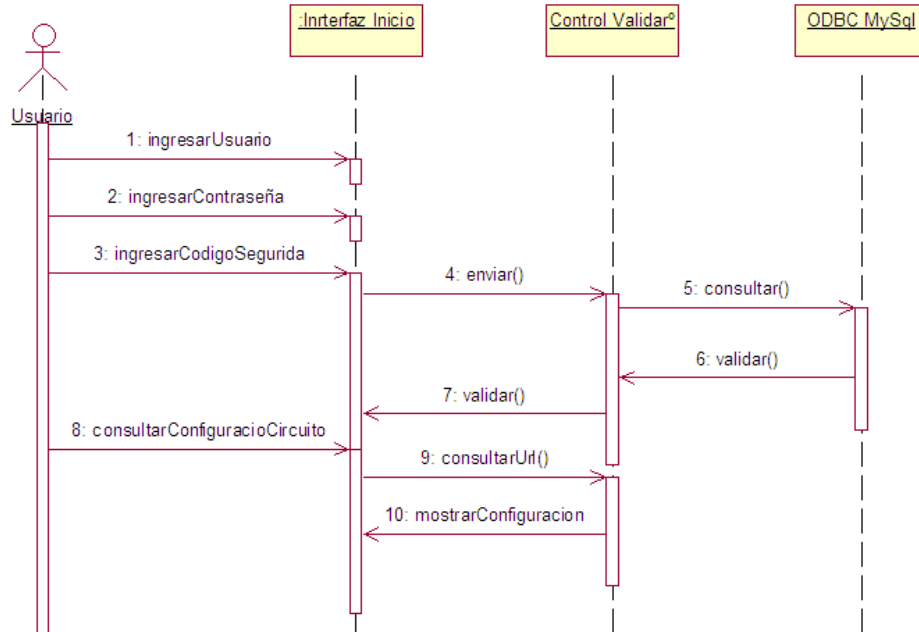 :Inrterfaz Inicio
Control Validarº
ODBC MySql
Usuario
1: ingresarUsuario
2: ingresarContraseña
3: ingresarCodigoSegurida
4: enviar()
5: consultar()
6: validar()
7: validar()
8: consultarConfiguracioCircuito
9: consultarUrl()
10: mostrarConfiguracion